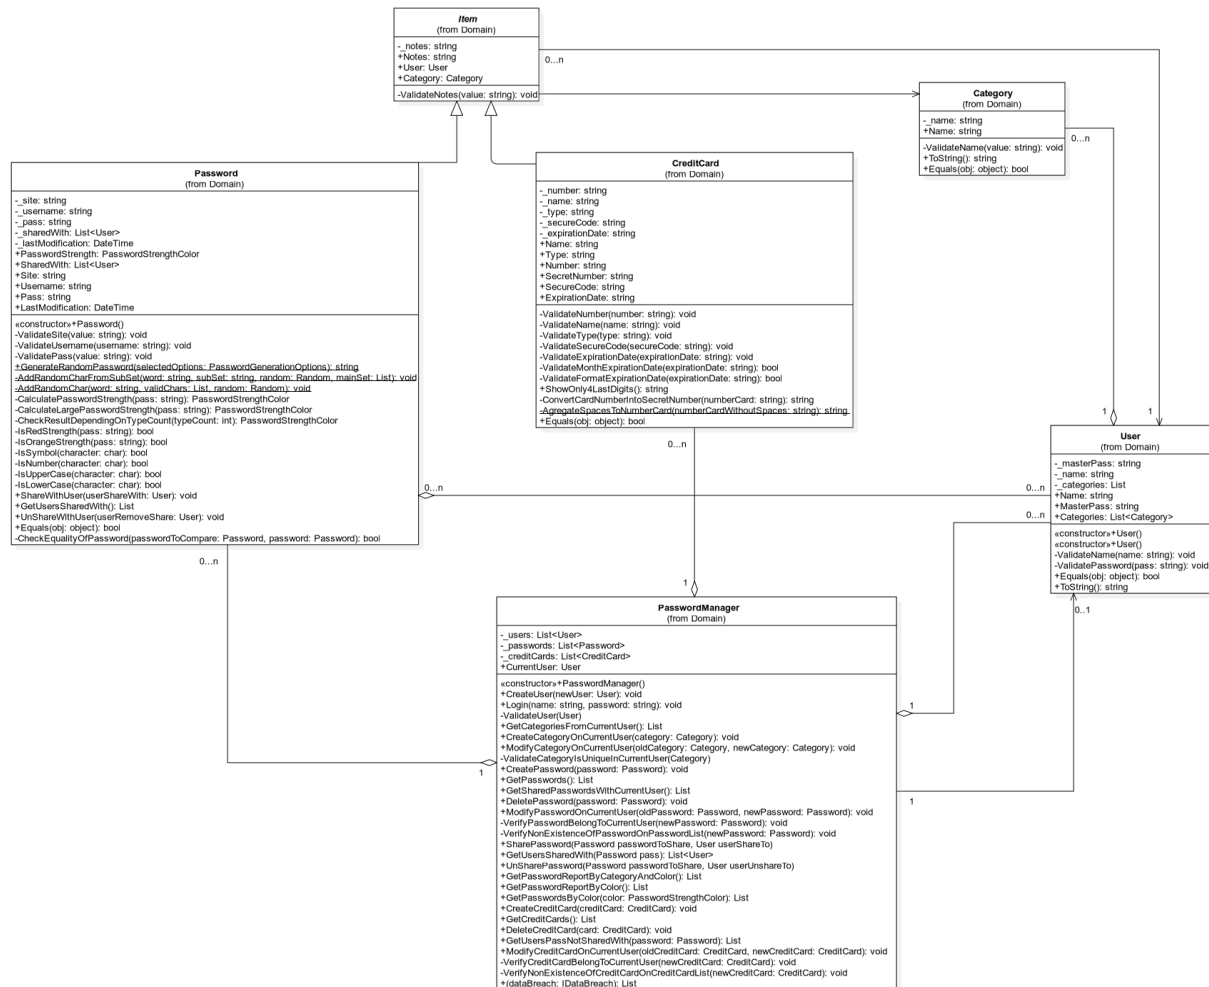 Item
(from Domain)
-_notes: string
+Notes: string
+User: User
+Category: Category
-ValidateNotes(value: string): void
0...n
Category
(from Domain)
-_name: string
+Name: string
-ValidateName(value: string): void
+ToString(): string
+Equals(obj: object): bool
0...n
Password
(from Domain)
-_site: string
-_username: string
-_pass: string
-_sharedWith: List<User>
-_lastModification: DateTime
+PasswordStrength: PasswordStrengthColor
+SharedWith: List<User>
+Site: string
+Username: string
+Pass: string
+LastModification: DateTime
«constructor»+Password()
-ValidateSite(value: string): void
-ValidateUsername(username: string): void
-ValidatePass(value: string): void
+GenerateRandomPassword(selectedOptions: PasswordGenerationOptions): string
-AddRandomCharFromSubSet(word: string, subSet: string, random: Random, mainSet: List): void
-AddRandomChar(word: string, validChars: List, random: Random): void
-CalculatePasswordStrength(pass: string): PasswordStrengthColor
-CalculateLargePasswordStrength(pass: string): PasswordStrengthColor
-CheckResultDependingOnTypeCount(typeCount: int): PasswordStrengthColor
-IsRedStrength(pass: string): bool
-IsOrangeStrength(pass: string): bool
-IsSymbol(character: char): bool
-IsNumber(character: char): bool
-IsUpperCase(character: char): bool
-IsLowerCase(character: char): bool
+ShareWithUser(userShareWith: User): void
+GetUsersSharedWith(): List
+UnShareWithUser(userRemoveShare: User): void
+Equals(obj: object): bool
-CheckEqualityOfPassword(passwordToCompare: Password, password: Password): bool
0...n
0...n
CreditCard
(from Domain)
-_number: string
-_name: string
-_type: string
-_secureCode: string
-_expirationDate: string
+Name: string
+Type: string
+Number: string
+SecretNumber: string
+SecureCode: string
+ExpirationDate: string
-ValidateNumber(number: string): void
-ValidateName(name: string): void
-ValidateType(type: string): void
-ValidateSecureCode(secureCode: string): void
-ValidateExpirationDate(expirationDate: string): void
-ValidateMonthExpirationDate(expirationDate: string): bool
-ValidateFormatExpirationDate(expirationDate: string): bool
+ShowOnly4LastDigits(): string
-ConvertCardNumberIntoSecretNumber(numberCard: string): string
-AgregateSpacesToNumberCard(numberCardWithoutSpaces: string): string
+Equals(obj: object): bool
0...n
1
1
User
(from Domain)
-_masterPass: string
-_name: string
-_categories: List
+Name: string
+MasterPass: string
+Categories: List<Category>
«constructor»+User()
«constructor»+User()
-ValidateName(name: string): void
-ValidatePassword(pass: string): void
+Equals(obj: object): bool
+ToString(): string
0...n
0...n
0..1
1
PasswordManager
(from Domain)
-_users: List<User>
-_passwords: List<Password>
-_creditCards: List<CreditCard>
+CurrentUser: User
«constructor»+PasswordManager()
+CreateUser(newUser: User): void
+Login(name: string, password: string): void
-ValidateUser(User)
+GetCategoriesFromCurrentUser(): List
+CreateCategoryOnCurrentUser(category: Category): void
+ModifyCategoryOnCurrentUser(oldCategory: Category, newCategory: Category): void
-ValidateCategoryIsUniqueInCurrentUser(Category)
+CreatePassword(password: Password): void
+GetPasswords(): List
+GetSharedPasswordsWithCurrentUser(): List
+DeletePassword(password: Password): void
+ModifyPasswordOnCurrentUser(oldPassword: Password, newPassword: Password): void
-VerifyPasswordBelongToCurrentUser(newPassword: Password): void
-VerifyNonExistenceOfPasswordOnPasswordList(newPassword: Password): void
+SharePassword(Password passwordToShare, User userShareTo)
+GetUsersSharedWith(Password pass): List<User>
+UnSharePassword(Password passwordToShare, User userUnshareTo)
+GetPasswordReportByCategoryAndColor(): List
+GetPasswordReportByColor(): List
+GetPasswordsByColor(color: PasswordStrengthColor): List
+CreateCreditCard(creditCard: CreditCard): void
+GetCreditCards(): List
+DeleteCreditCard(card: CreditCard): void
+GetUsersPassNotSharedWith(password: Password): List
+ModifyCreditCardOnCurrentUser(oldCreditCard: CreditCard, newCreditCard: CreditCard): void
-VerifyCreditCardBelongToCurrentUser(newCreditCard: CreditCard): void
-VerifyNonExistenceOfCreditCardOnCreditCardList(newCreditCard: CreditCard): void
+(dataBreach: IDataBreach): List
1
1
1